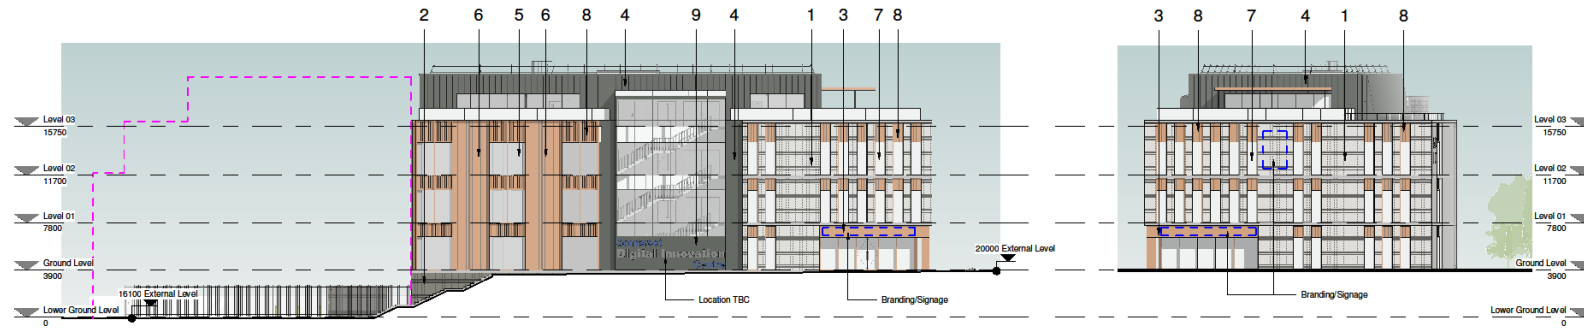 2 6 5 6 8 4 9 4 1 3 7 8
3 8 7 4 1 8
Level 03
15750
Level 02
11700
Level 01
7800
Ground Level
3900
16100 External Level
Lower Ground Level
0
Digital Innovation
20000 External Level
Location TBC
Branding/Signage
Level 03
15750
Level 02
11700
Level 01
7800
Ground Level
3900
Branding/Signage
Lower Ground Level
0